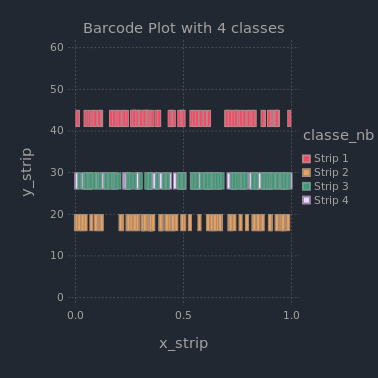 Barcode Plot with 4 classes
60
50
40
30
20
10
0
0.0
0.5
1.0
x_strip
y_strip
classe_nb
Strip 1
Strip 2
Strip 3
Strip 4